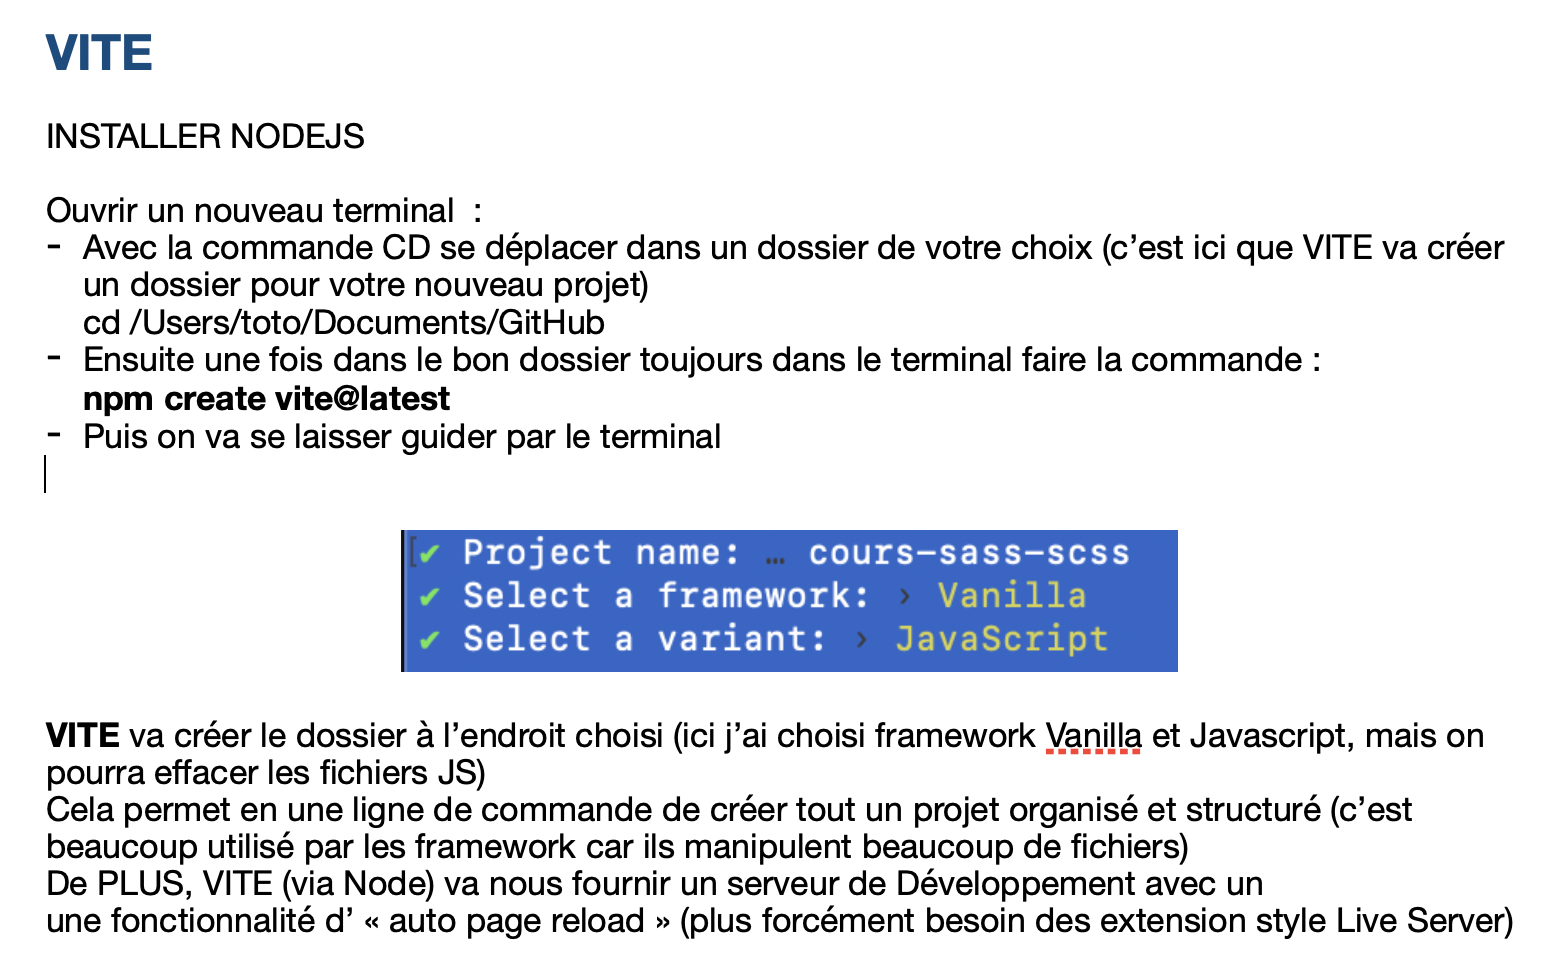 VITE
INSTALLER NODEJS
Ouvrir un nouveau terminal  :
- Avec la commande CD se déplacer dans un dossier de votre choix (c’est ici que VITE va créer
un dossier pour votre nouveau projet)
cd /Users/toto/Documents/GitHub
- Ensuite une fois dans le bon dossier toujours dans le terminal faire la commande :
npm create vite@latest
- Puis on va se laisser guider par le terminal
[✔ Project name: … cours-sass-scss
✔ Select a framework: › Vanilla
✔ Select a variant: › JavaScript
VITE va créer le dossier à l’endroit choisi (ici j’ai choisi framework Vanilla et Javascript, mais on
pourra effacer les fichiers JS)
Cela permet en une ligne de commande de créer tout un projet organisé et structuré (c’est
beaucoup utilisé par les framework car ils manipulent beaucoup de fichiers)
De PLUS, VITE (via Node) va nous fournir un serveur de Développement avec un
une fonctionnalité d’ « auto page reload » (plus forcément besoin des extension style Live Server)